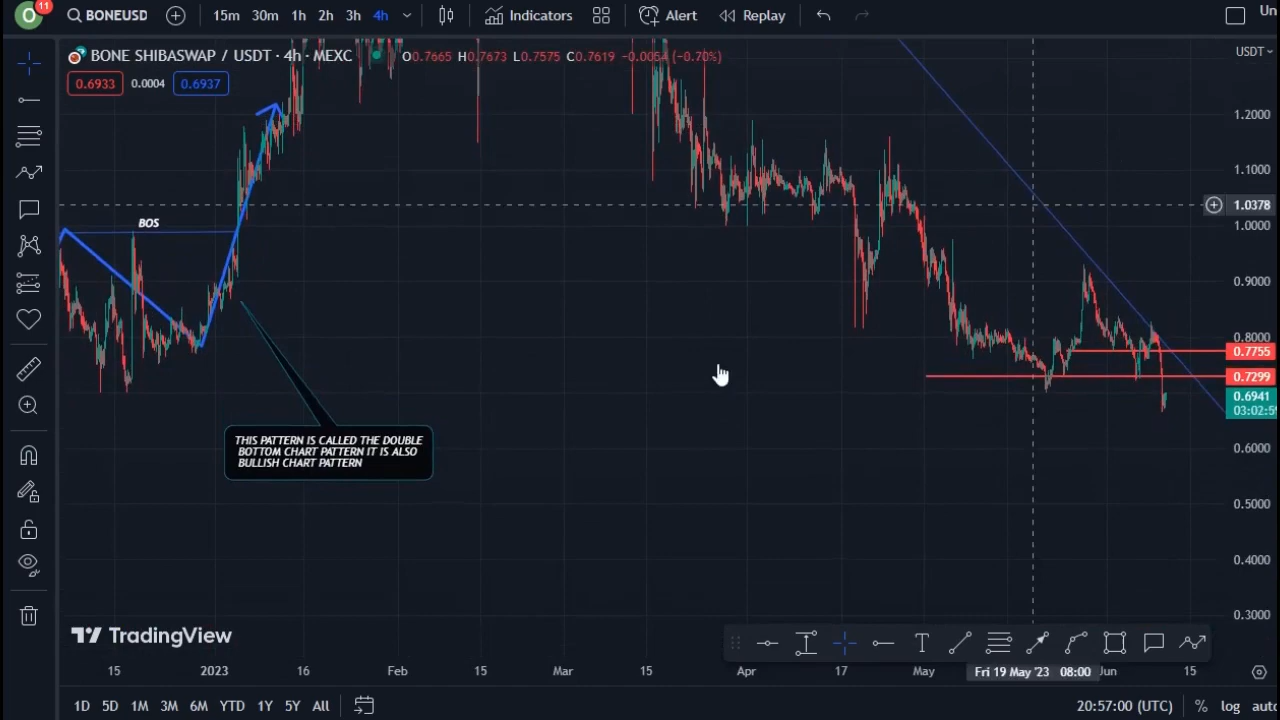 O 11 BONEUSD 15m 30m 1h 2h 3h 4h Indicators Alert Replay Un
BONE SHIBASWAP / USDT · 4h · MEXC O0.7665 H0.7673 L0.7575 C0.7619 -0.0054 (-0.70%) USDT
0.6933 0.0004 0.6937
1.2000
1.1000
1.0378
BOS
1.0000
0.9000
0.8000
0.7755
0.7299
0.6941
03:02:59
THIS PATTERN IS CALLED THE DOUBLE
BOTTOM CHART PATTERN IT IS ALSO
BULLISH CHART PATTERN
0.6000
0.5000
0.4000
0.3000
TradingView
T
15 2023 16 Feb 15 Mar 15 Apr 17 May Fri 19 May '23 08:00 Jun 15
1D 5D 1M 3M 6M YTD 1Y 5Y All 20:57:00 (UTC) % log auto